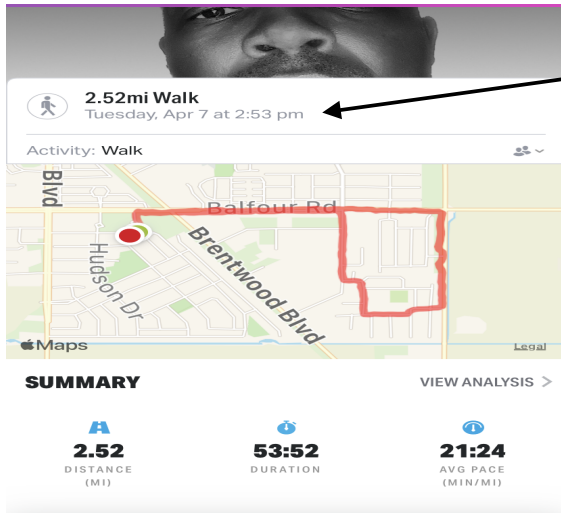 2.52mi Walk
Tuesday, Apr 7 at 2:53 pm
Activity: Walk
Blvd
Balfour Rd
Hudson Dr
Brentwood Blvd
Maps
Legal
SUMMARY
VIEW ANALYSIS >
2.52
53:52
21:24
DISTANCE
DURATION
AVG PACE
(MI)
(MIN/MI)